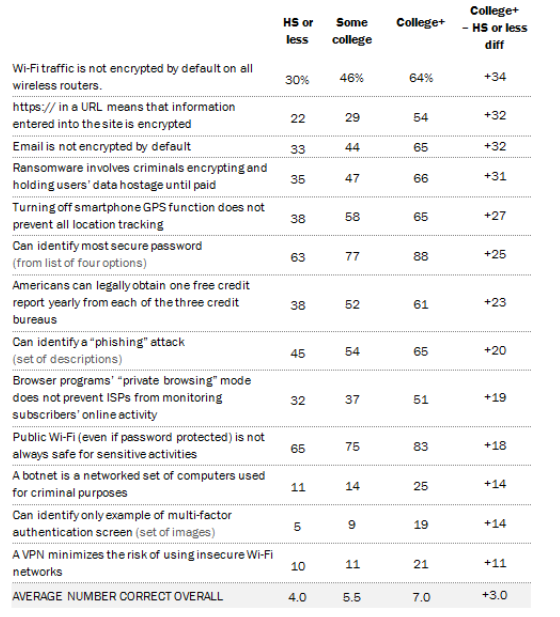 HS or less Some college College+ College+ – HS or less diff
Wi-Fi traffic is not encrypted by default on all
wireless routers. 30% 46% 64% +34
https:// in a URL means that information
entered into the site is encrypted 22 29 54 +32
Email is not encrypted by default 33 44 65 +32
Ransomware involves criminals encrypting and
holding users' data hostage until paid 35 47 66 +31
Turning off smartphone GPS function does not
prevent all location tracking 38 58 65 +27
Can identify most secure password
(from list of four options) 63 77 88 +25
Americans can legally obtain one free credit
report yearly from each of the three credit
bureaus 38 52 61 +23
Can identify a "phishing" attack
(set of descriptions) 45 54 65 +20
Browser programs' "private browsing" mode
does not prevent ISPs from monitoring
subscribers' online activity 32 37 51 +19
Public Wi-Fi (even if password protected) is not
always safe for sensitive activities 65 75 83 +18
A botnet is a networked set of computers used
for criminal purposes 11 14 25 +14
Can identify only example of multi-factor
authentication screen (set of images) 5 9 19 +14
A VPN minimizes the risk of using insecure Wi-Fi
networks 10 11 21 +11
AVERAGE NUMBER CORRECT OVERALL 4.0 5.5 7.0 +3.0